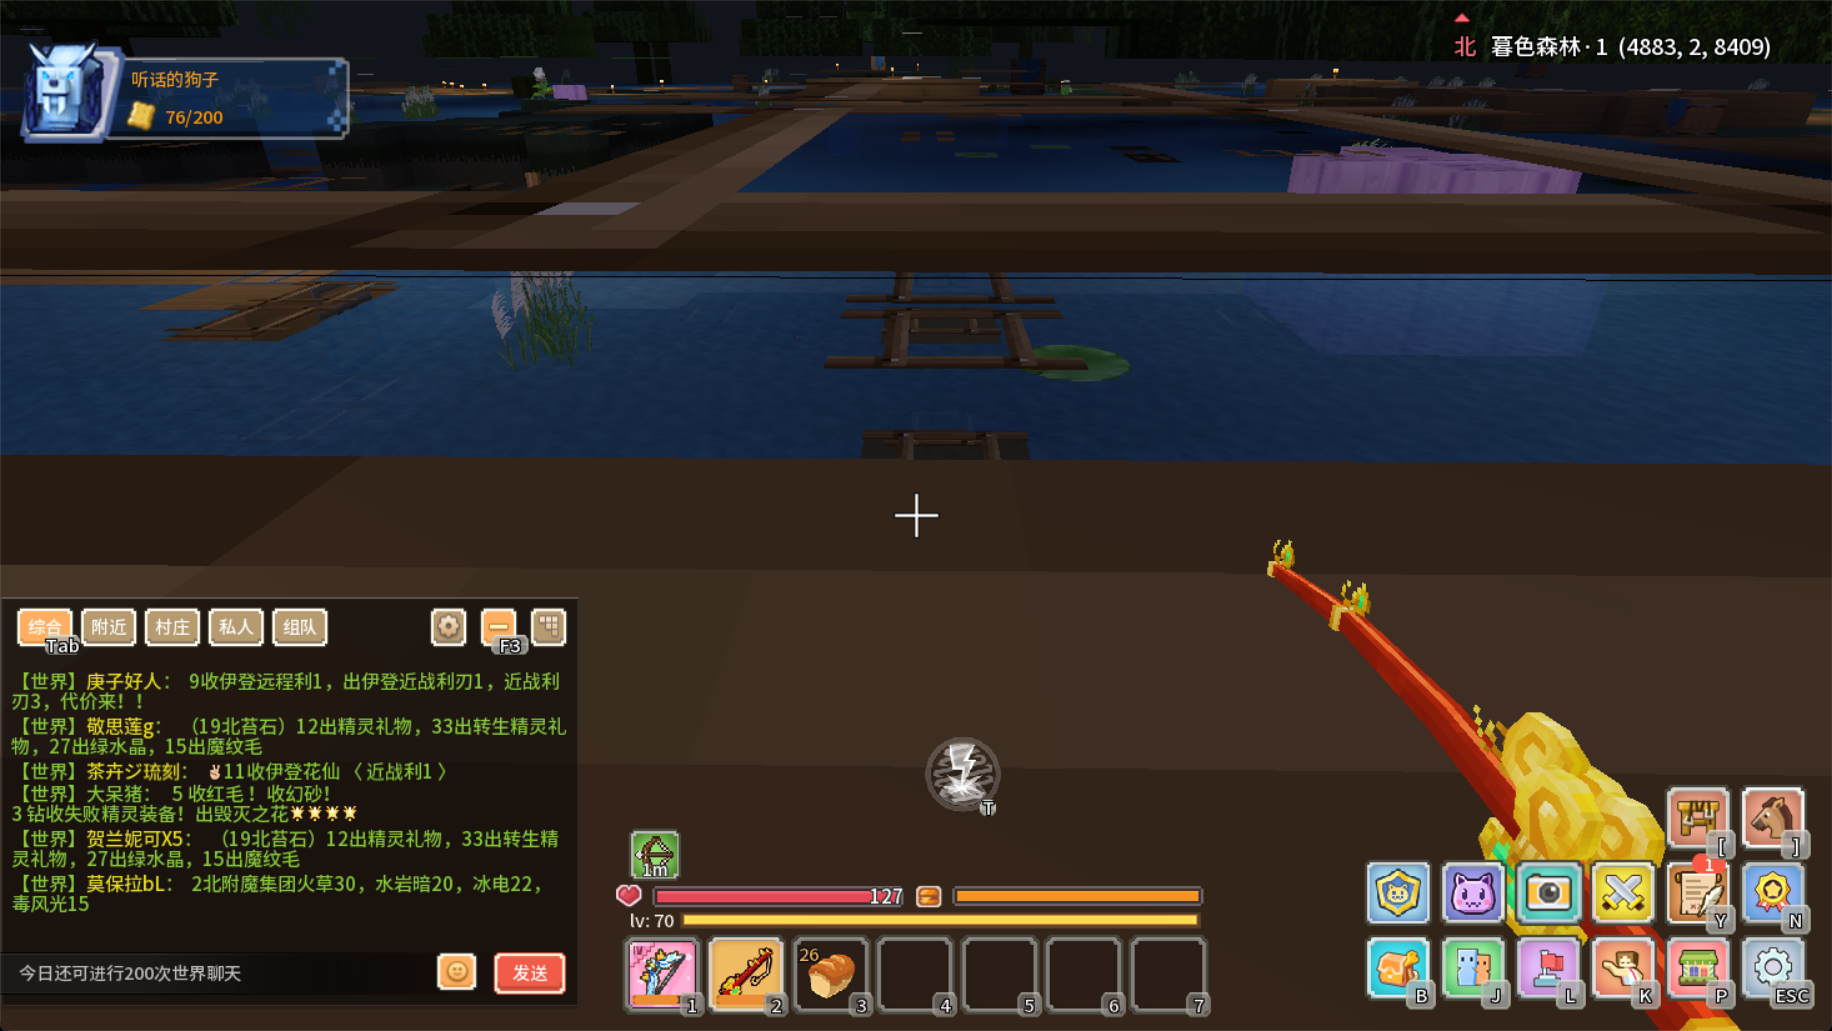 北 暮色森林·1 (4883, 2, 8409)
听话的狗子
76/200
综合 附近 村庄 私人 组队
Tab
F3
【世界】庚子好人： 9收伊登远程利1，出伊登近战利刃1，近战利
刃3，代价来！！
【世界】敬思莲g： （19北苔石）12出精灵礼物，33出转生精灵礼
物，27出绿水晶，15出魔纹毛
【世界】茶卉ジ琉刻： ✌11收伊登花仙〈近战利1〉
【世界】大呆猪： 5 收红毛！收幻砂！
3 钻收失败精灵装备！出毁灭之花
【世界】贺兰妮可X5： （19北苔石）12出精灵礼物，33出转生精
灵礼物，27出绿水晶，15出魔纹毛
【世界】莫保拉bL： 2北附魔集团火草30，水岩暗20，冰电22，
毒风光15
今日还可进行200次世界聊天
发送
T
1m
127
lv: 70
26
1 2 3 4 5 6 7
[ ]
1
Y N
B J L K P ESC